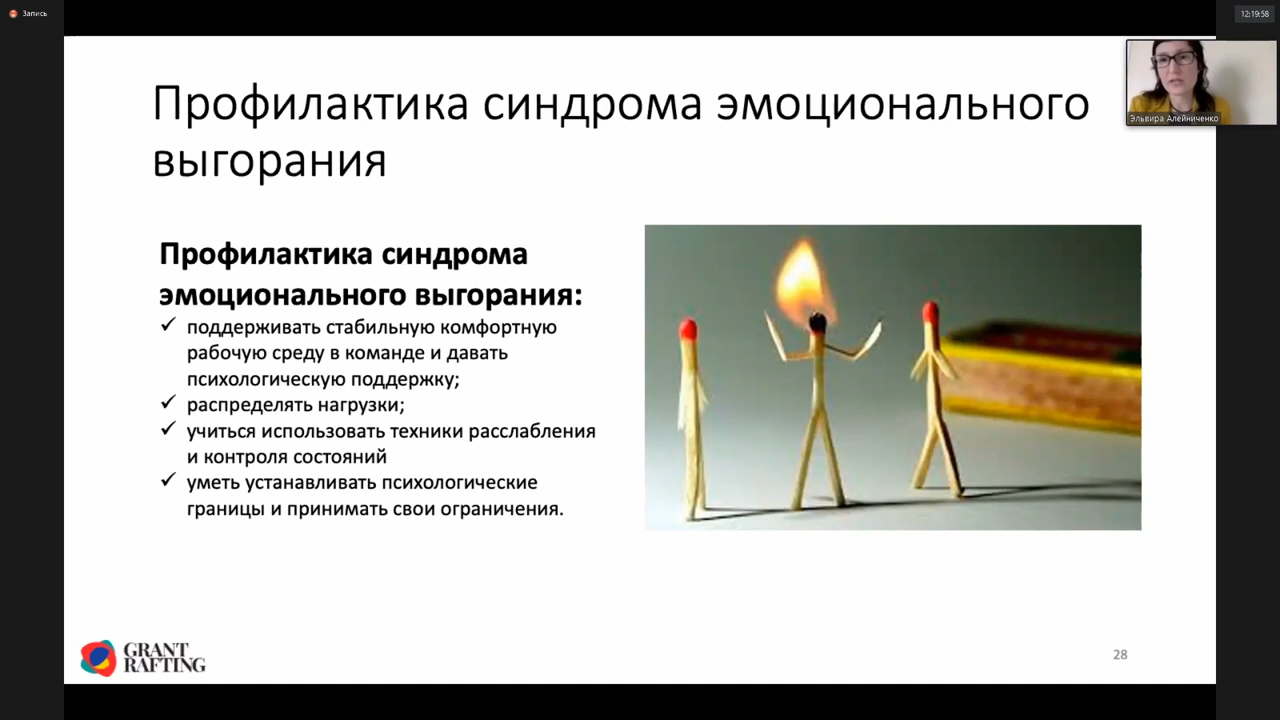 Запись
12:19:58
Эльвира Алейниченко
Профилактика синдрома эмоционального
выгорания
Профилактика синдрома
эмоционального выгорания:
✓ поддерживать стабильную комфортную
рабочую среду в команде и давать
психологическую поддержку;
✓ распределять нагрузки;
✓ учиться использовать техники расслабления
и контроля состояний
✓ уметь устанавливать психологические
границы и принимать свои ограничения.
GRANT
RAFTING
28